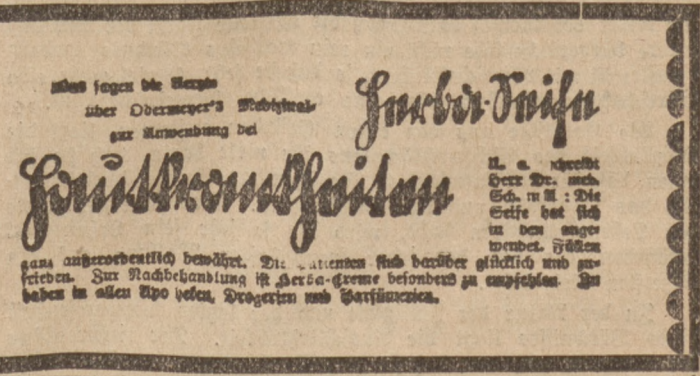 Was sagen die Aerzte
über Obermeyer's Medizinal-
Herba-Seife
zur Anwendung bei
Hautkrankheiten
U. a. schreibt
Herr Dr. med.
Sch. in A : Die
Seife hat sich
in den ange-
wendet. Fällen
ganz außerordentlich bewährt. Die Patienten sind darüber glücklich und zu-
frieden. Zur Nachbehandlung ist Herba-Creme besonders zu empfehlen. Zu
haben in allen Apotheken, Drogerien und Parfümerien.